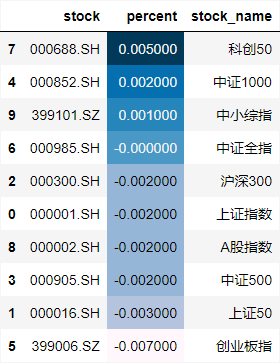 stock percent stock_name
7 000688.SH 0.005000 科创50
4 000852.SH 0.002000 中证1000
9 399101.SZ 0.001000 中小综指
6 000985.SH -0.000000 中证全指
2 000300.SH -0.002000 沪深300
0 000001.SH -0.002000 上证指数
8 000002.SH -0.002000 A股指数
3 000905.SH -0.002000 中证500
1 000016.SH -0.003000 上证50
5 399006.SZ -0.007000 创业板指